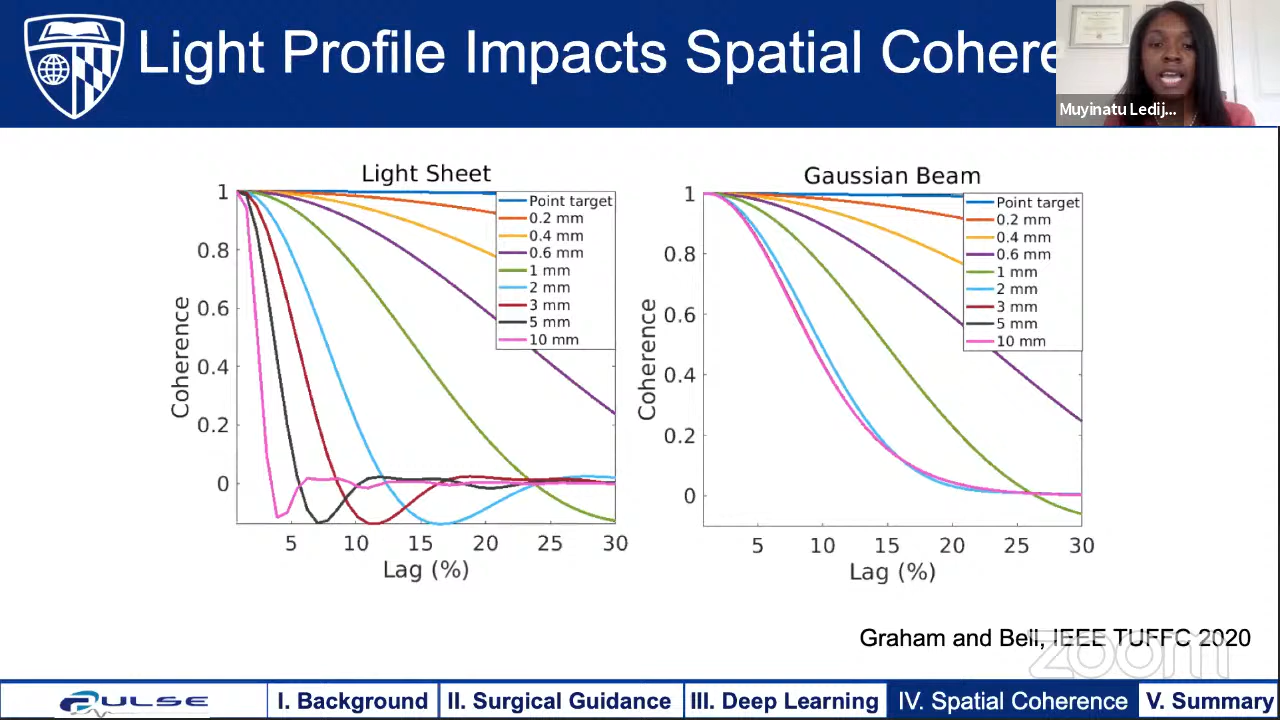 Light Profile Impacts Spatial Cohere
Muyinatu Ledij...
Light Sheet
Coherence
1
0.8
0.6
0.4
0.2
0
5 10 15 20 25 30
Lag (%)
Point target
0.2 mm
0.4 mm
0.6 mm
1 mm
2 mm
3 mm
5 mm
10 mm
Gaussian Beam
Coherence
1
0.8
0.6
0.4
0.2
0
5 10 15 20 25 30
Lag (%)
Point target
0.2 mm
0.4 mm
0.6 mm
1 mm
2 mm
3 mm
5 mm
10 mm
Graham and Bell, IEEE TUFFC 2020
zoom
PULSE I. Background II. Surgical Guidance III. Deep Learning IV. Spatial Coherence V. Summary